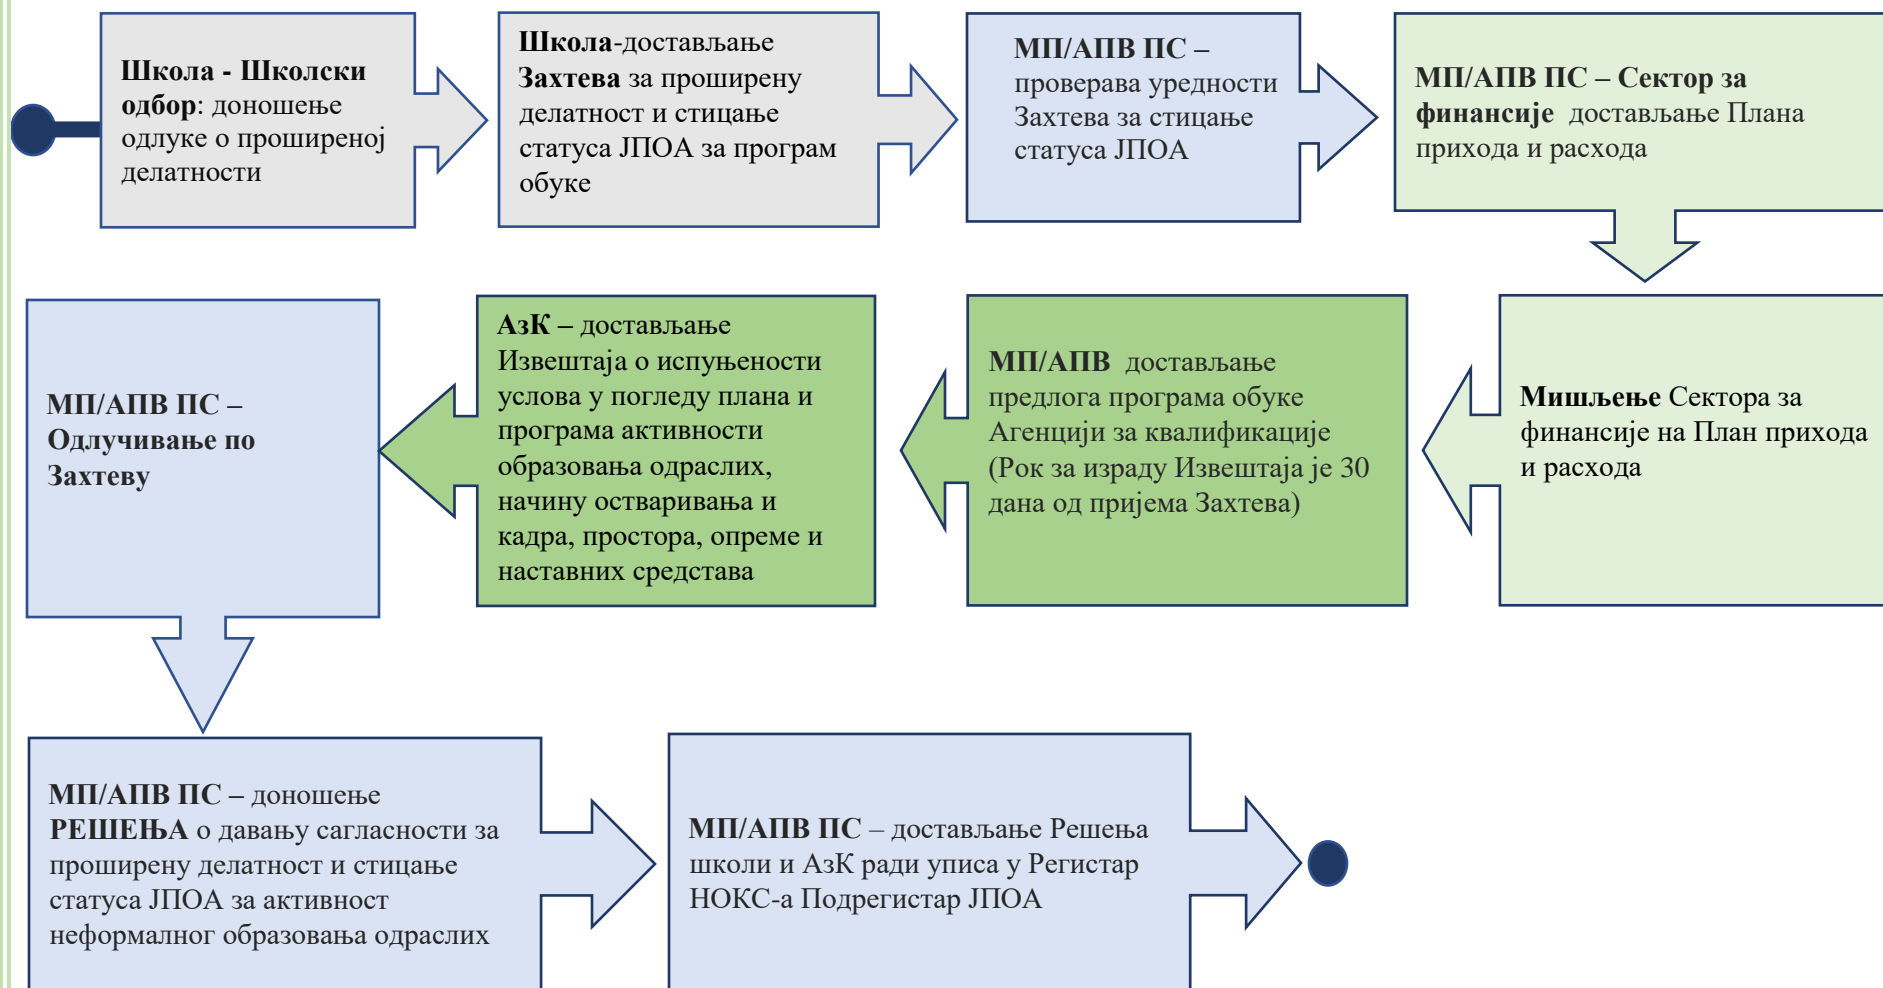 Школа - Школски
одбор: доношење
одлуке о проширеној
делатности
Школа-достављање
Захтева за проширену
делатност и стицање
статуса ЈПОА за програм
обуке
МП/АПВ ПС –
проверава уредности
Захтева за стицање
статуса ЈПОА
МП/АПВ ПС – Сектор за
финансије достављање Плана
прихода и расхода
Мишљење Сектора за
финансије на План прихода
и расхода
МП/АПВ достављање
предлога програма обуке
Агенцији за квалификације
(Рок за израду Извештаја је 30
дана од пријема Захтева)
АзК – достављање
Извештаја о испуњености
услова у погледу плана и
програма активности
образовања одраслих,
начину остваривања и
кадра, простора, опреме и
наставних средстава
МП/АПВ ПС –
Одлучивање по
Захтеву
МП/АПВ ПС – доношење
РЕШЕЊА о давању сагласности за
проширену делатност и стицање
статуса ЈПОА за активност
неформалног образовања одраслих
МП/АПВ ПС – достављање Решења
школи и АзК ради уписа у Регистар
НОКС-а Подрегистар ЈПОА